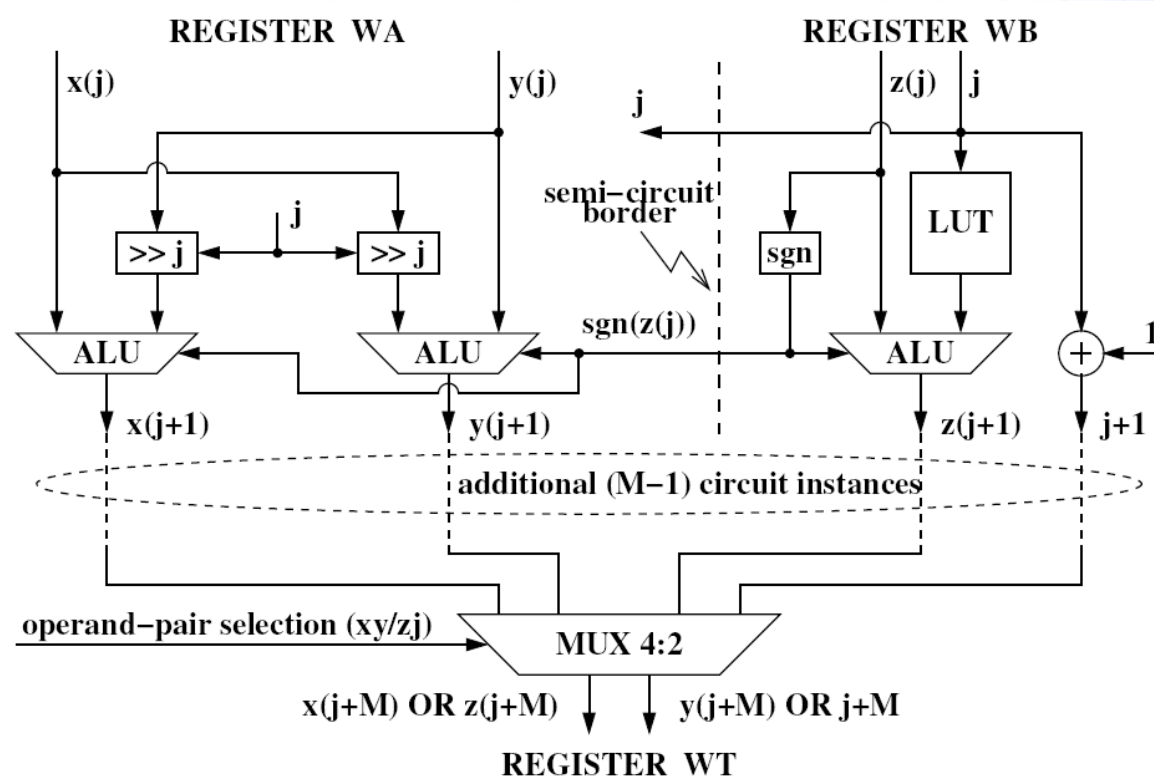 REGISTER WA
REGISTER WB
x(j)
y(j)
z(j)
j
j
semi-circuit
border
j
>> j
>> j
sgn
LUT
sgn(z(j))
ALU
ALU
ALU
+
1
x(j+1)
y(j+1)
z(j+1)
j+1
additional (M-1) circuit instances
operand-pair selection (xy/zj)
MUX 4:2
x(j+M) OR z(j+M)
y(j+M) OR j+M
REGISTER WT